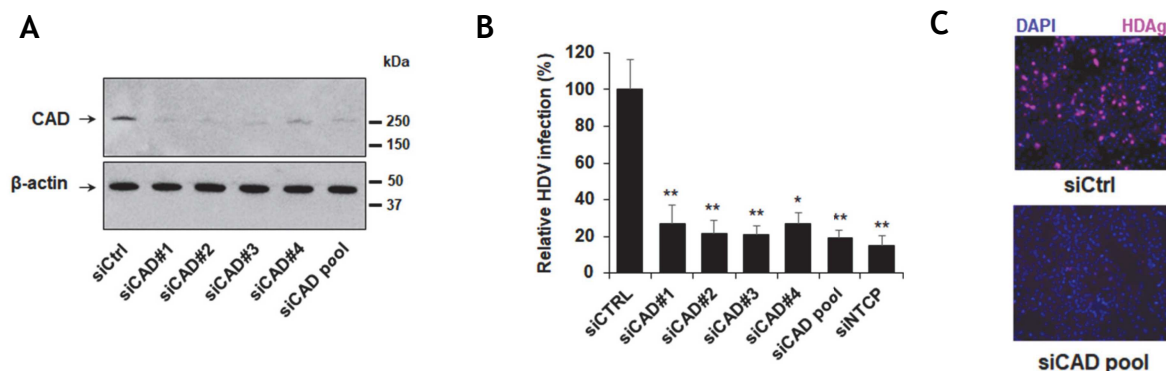 A
kDa
CAD
250
150
β-actin
50
37
siCtrl
siCAD#1
siCAD#2
siCAD#3
siCAD#4
siCAD pool
B
Relative HDV infection (%)
120
100
80
60
40
20
0
**
**
**
*
**
**
siCTRL
siCAD#1
siCAD#2
siCAD#3
siCAD#4
siCAD pool
siNTCP
C
DAPI HDAg
siCtrl
siCAD pool